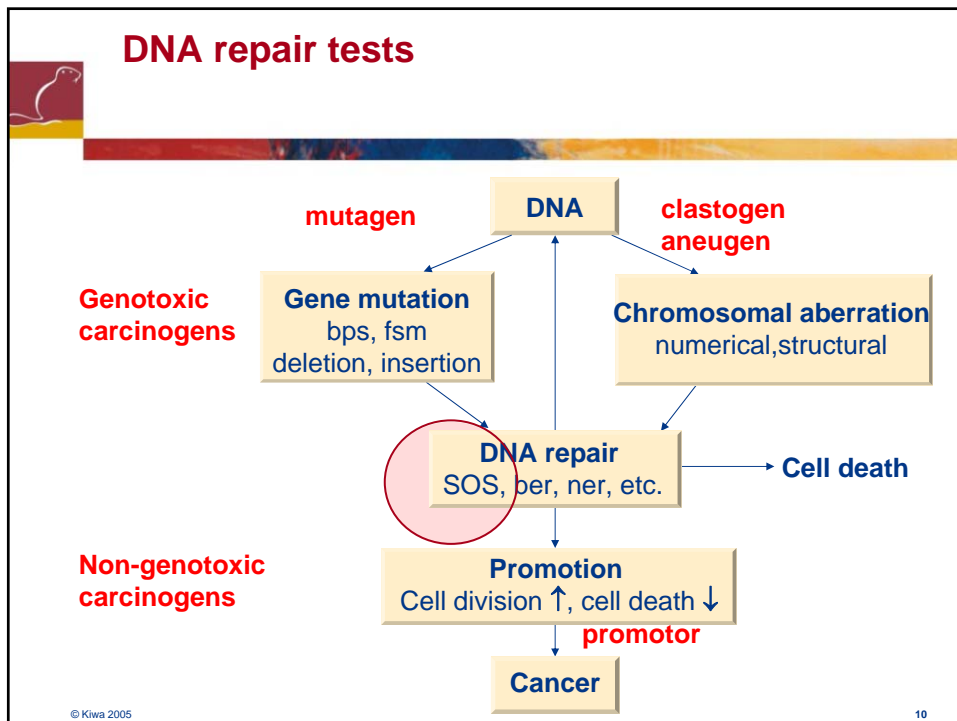 DNA repair tests
mutagen
DNA
clastogen
aneugen
Genotoxic
carcinogens
Gene mutation
bps, fsm
deletion, insertion
Chromosomal aberration
numerical,structural
DNA repair
SOS, ber, ner, etc.
Cell death
Non-genotoxic
carcinogens
Promotion
Cell division ↑, cell death ↓
promotor
Cancer
© Kiwa 2005
10